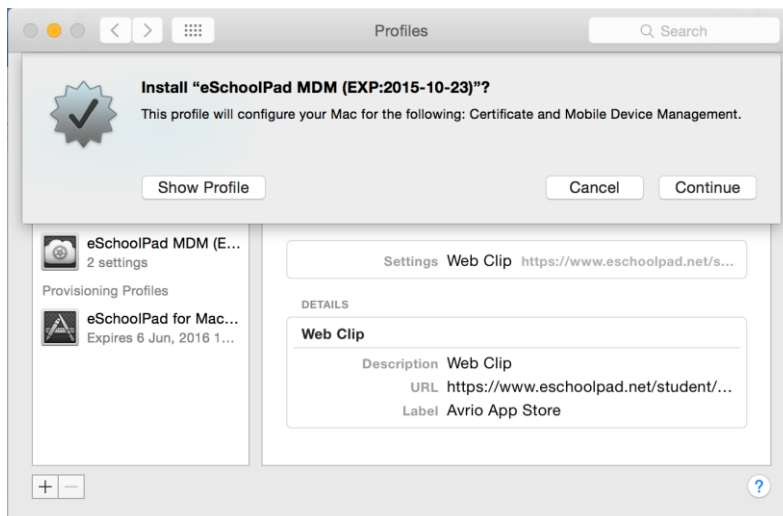 Profiles
Search
Install “eSchoolPad MDM (EXP:2015-10-23)”?
This profile will configure your Mac for the following: Certificate and Mobile Device Management.
Show Profile
Cancel
Continue
eSchoolPad MDM (E...
2 settings
Provisioning Profiles
eSchoolPad for Mac...
Expires 6 Jun, 2016 1...
Settings Web Clip https://www.eschoolpad.net/s...
DETAILS
Web Clip
Description Web Clip
URL https://www.eschoolpad.net/student/...
Label Avrio App Store
+ −
?